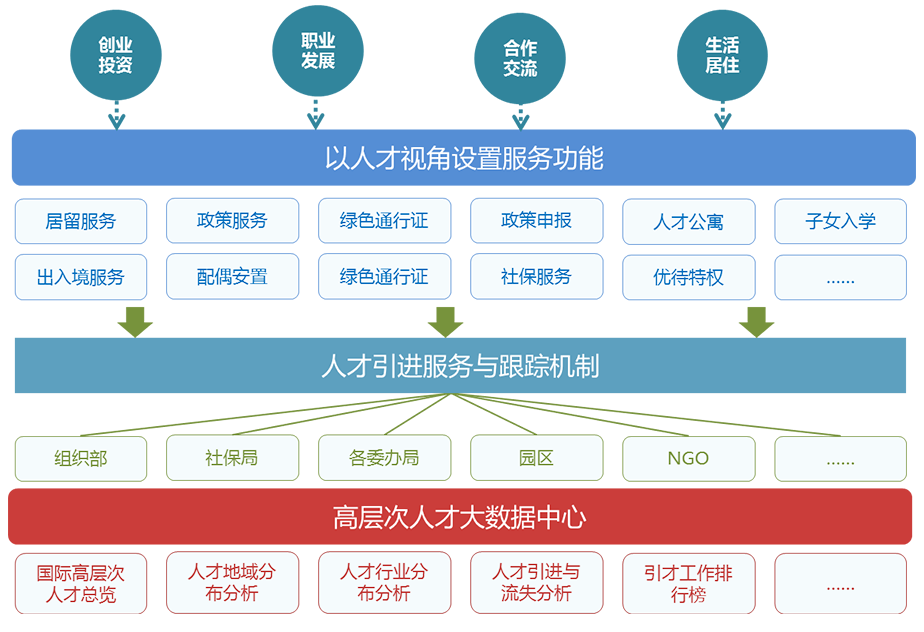 创业
投资
职业
发展
合作
交流
生活
居住
以人才视角设置服务功能
居留服务
政策服务
绿色通行证
政策申报
人才公寓
子女入学
出入境服务
配偶安置
绿色通行证
社保服务
优待特权
......
人才引进服务与跟踪机制
组织部
社保局
各委办局
园区
NGO
......
高层次人才大数据中心
国际高层次
人才总览
人才地域分
布分析
人才行业分
布分析
人才引进与
流失分析
引才工作排
行榜
......